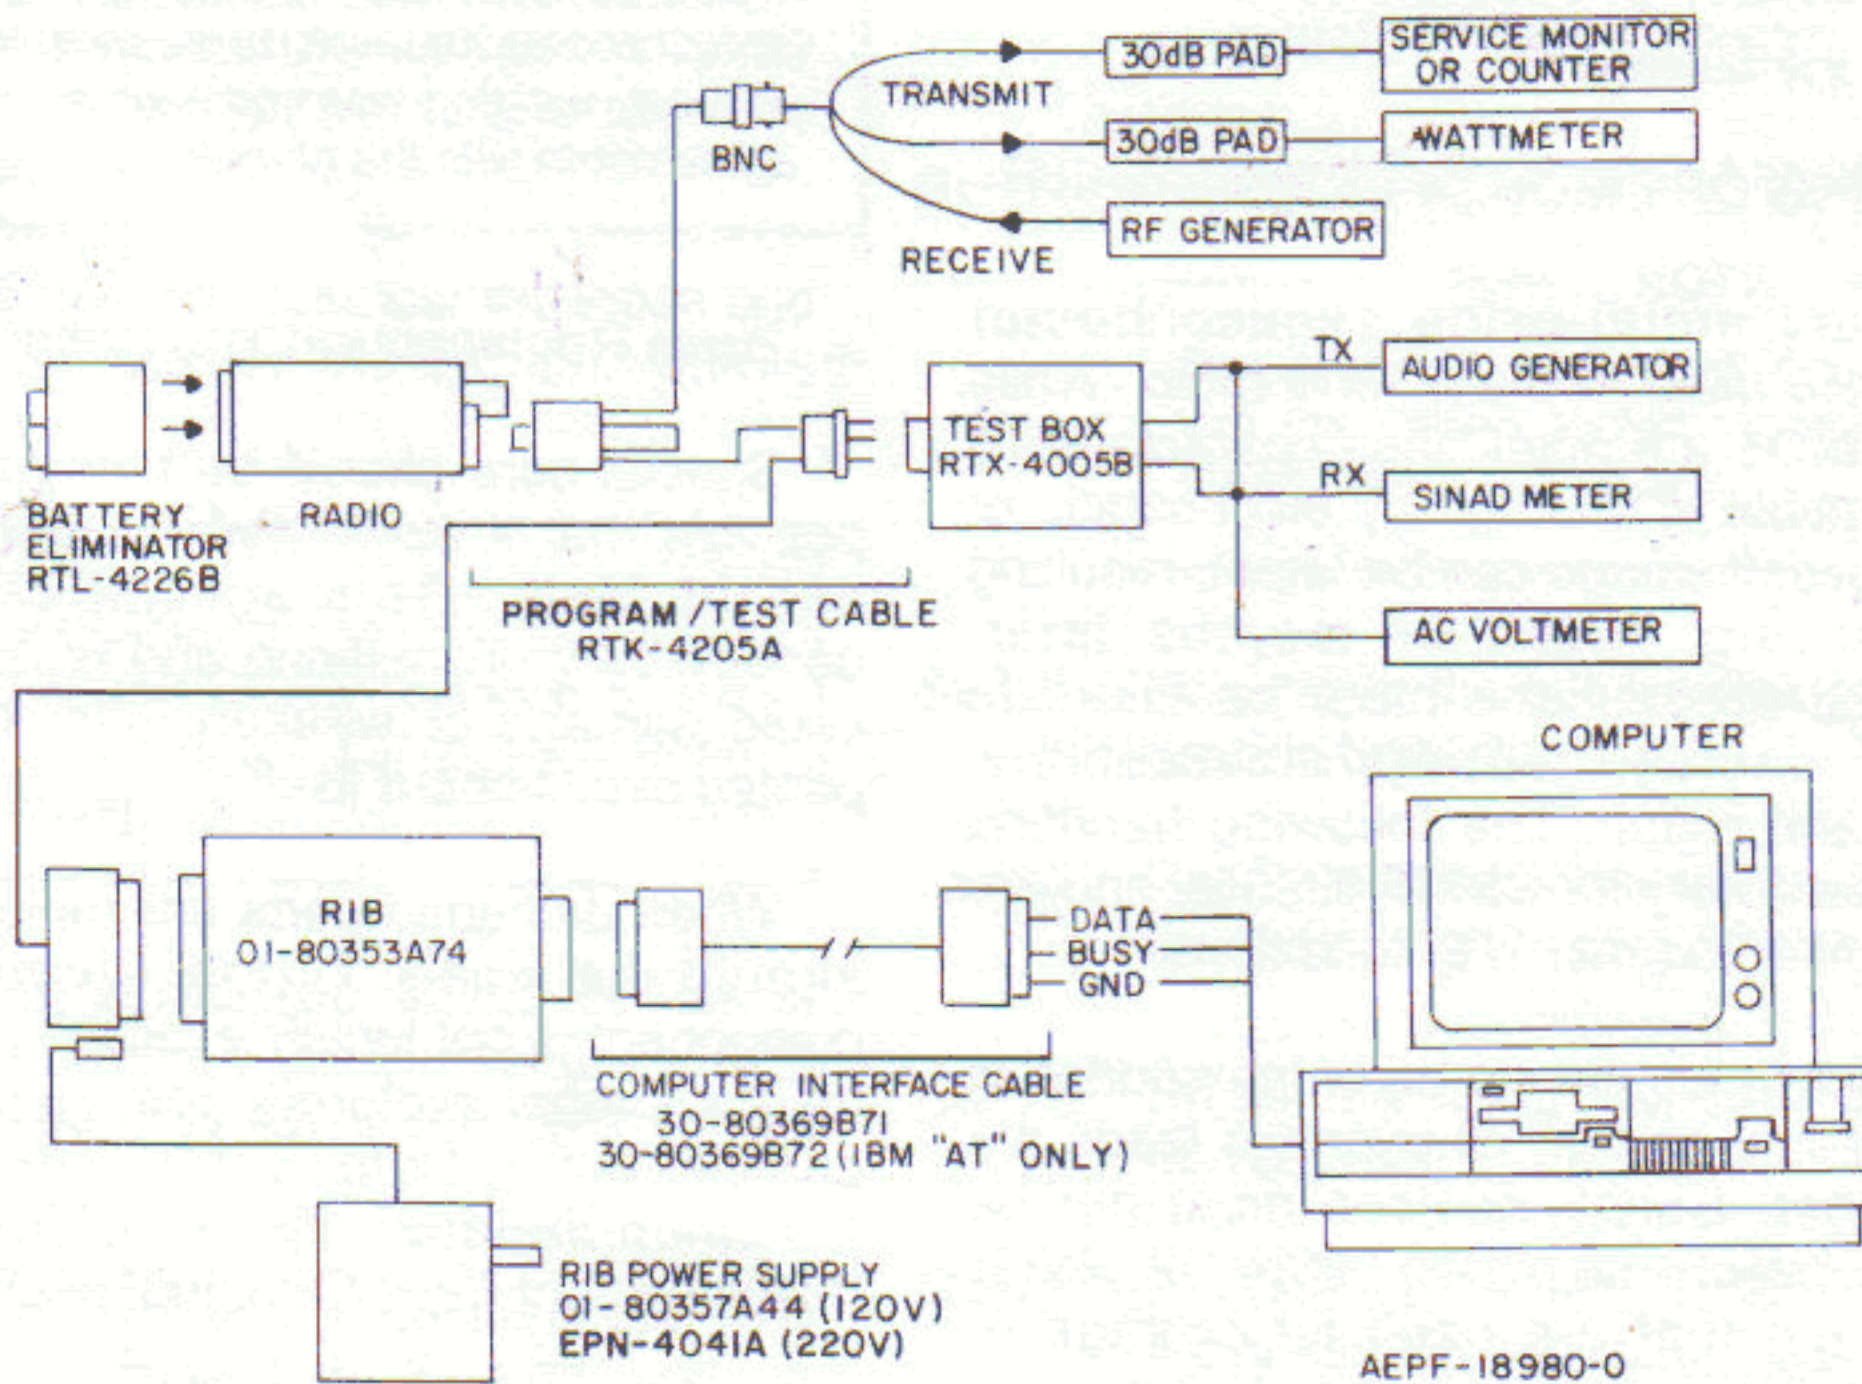 SERVICE MONITOR
OR COUNTER
30dB PAD
TRANSMIT
BNC
30dB PAD
WATTMETER
RF GENERATOR
RECEIVE
TX
AUDIO GENERATOR
TEST BOX
RTX-4005B
RX
SINAD METER
BATTERY
ELIMINATOR
RTL-4226B
RADIO
PROGRAM /TEST CABLE
RTK-4205A
AC VOLTMETER
COMPUTER
RIB
01-80353A74
DATA
BUSY
GND
COMPUTER INTERFACE CABLE
30-80369B71
30-80369B72 (IBM "AT" ONLY)
RIB POWER SUPPLY
01-80357A44 (120V)
EPN-4041A (220V)
AEPF-18980-0